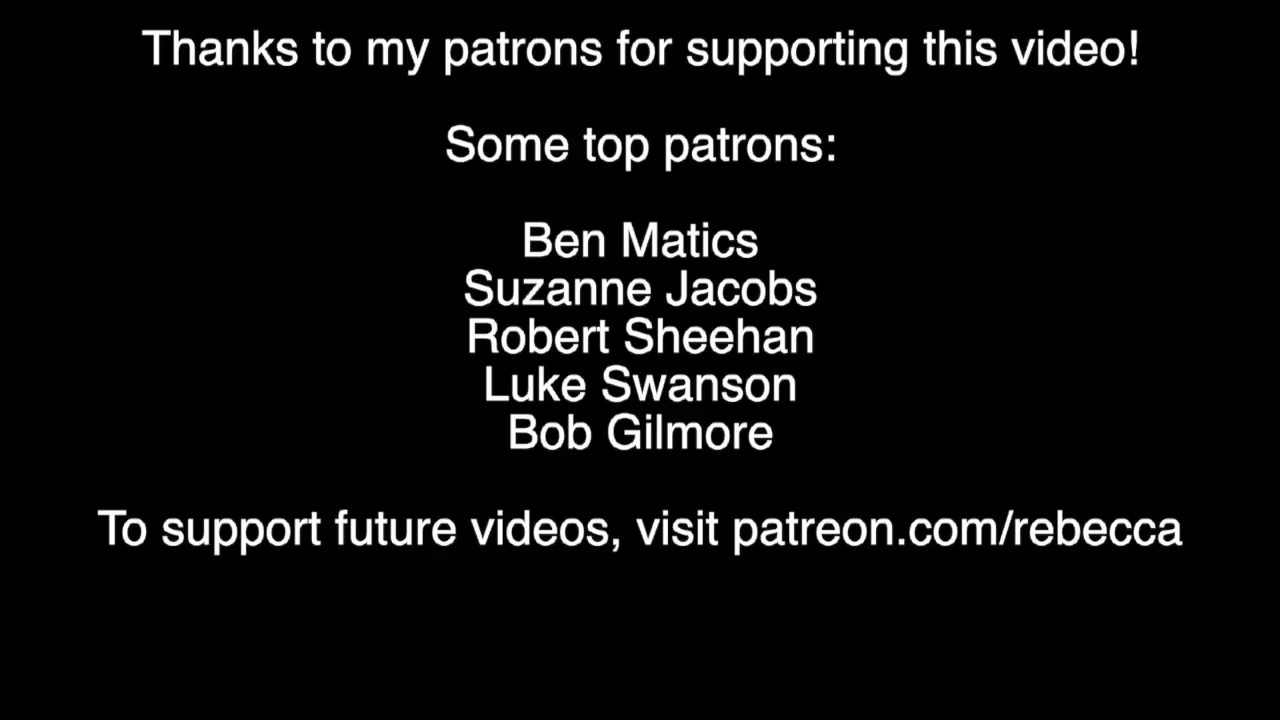 Thanks to my patrons for supporting this video!
Some top patrons:
Ben Matics
Suzanne Jacobs
Robert Sheehan
Luke Swanson
Bob Gilmore
To support future videos, visit patreon.com/rebecca